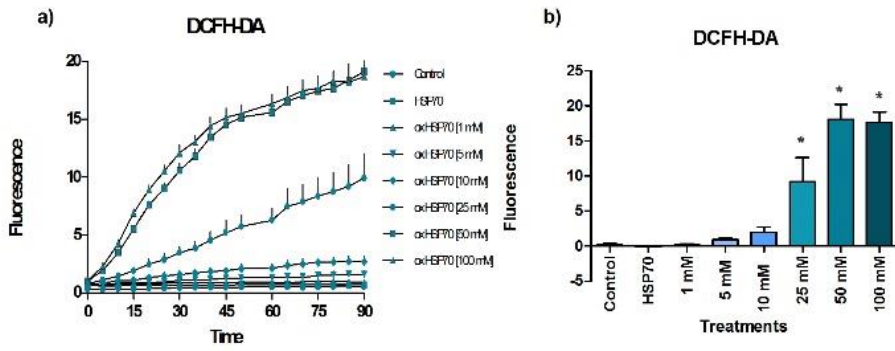 a)
DCFH-DA
Fluorescence
20
15
10
5
0
0
15
30
45
60
75
90
Time
Control
HSP70
oxHSP70 [1 mM]
oxHSP70 [5 mM]
oxHSP70 [10 mM]
oxHSP70 [25 mM]
oxHSP70 [50 mM]
oxHSP70 [100 mM]
b)
DCFH-DA
Fluorescence
25
20
15
10
5
0
-5
*
*
*
Control
HSP70
1 mM
5 mM
10 mM
25 mM
50 mM
100 mM
Treatments